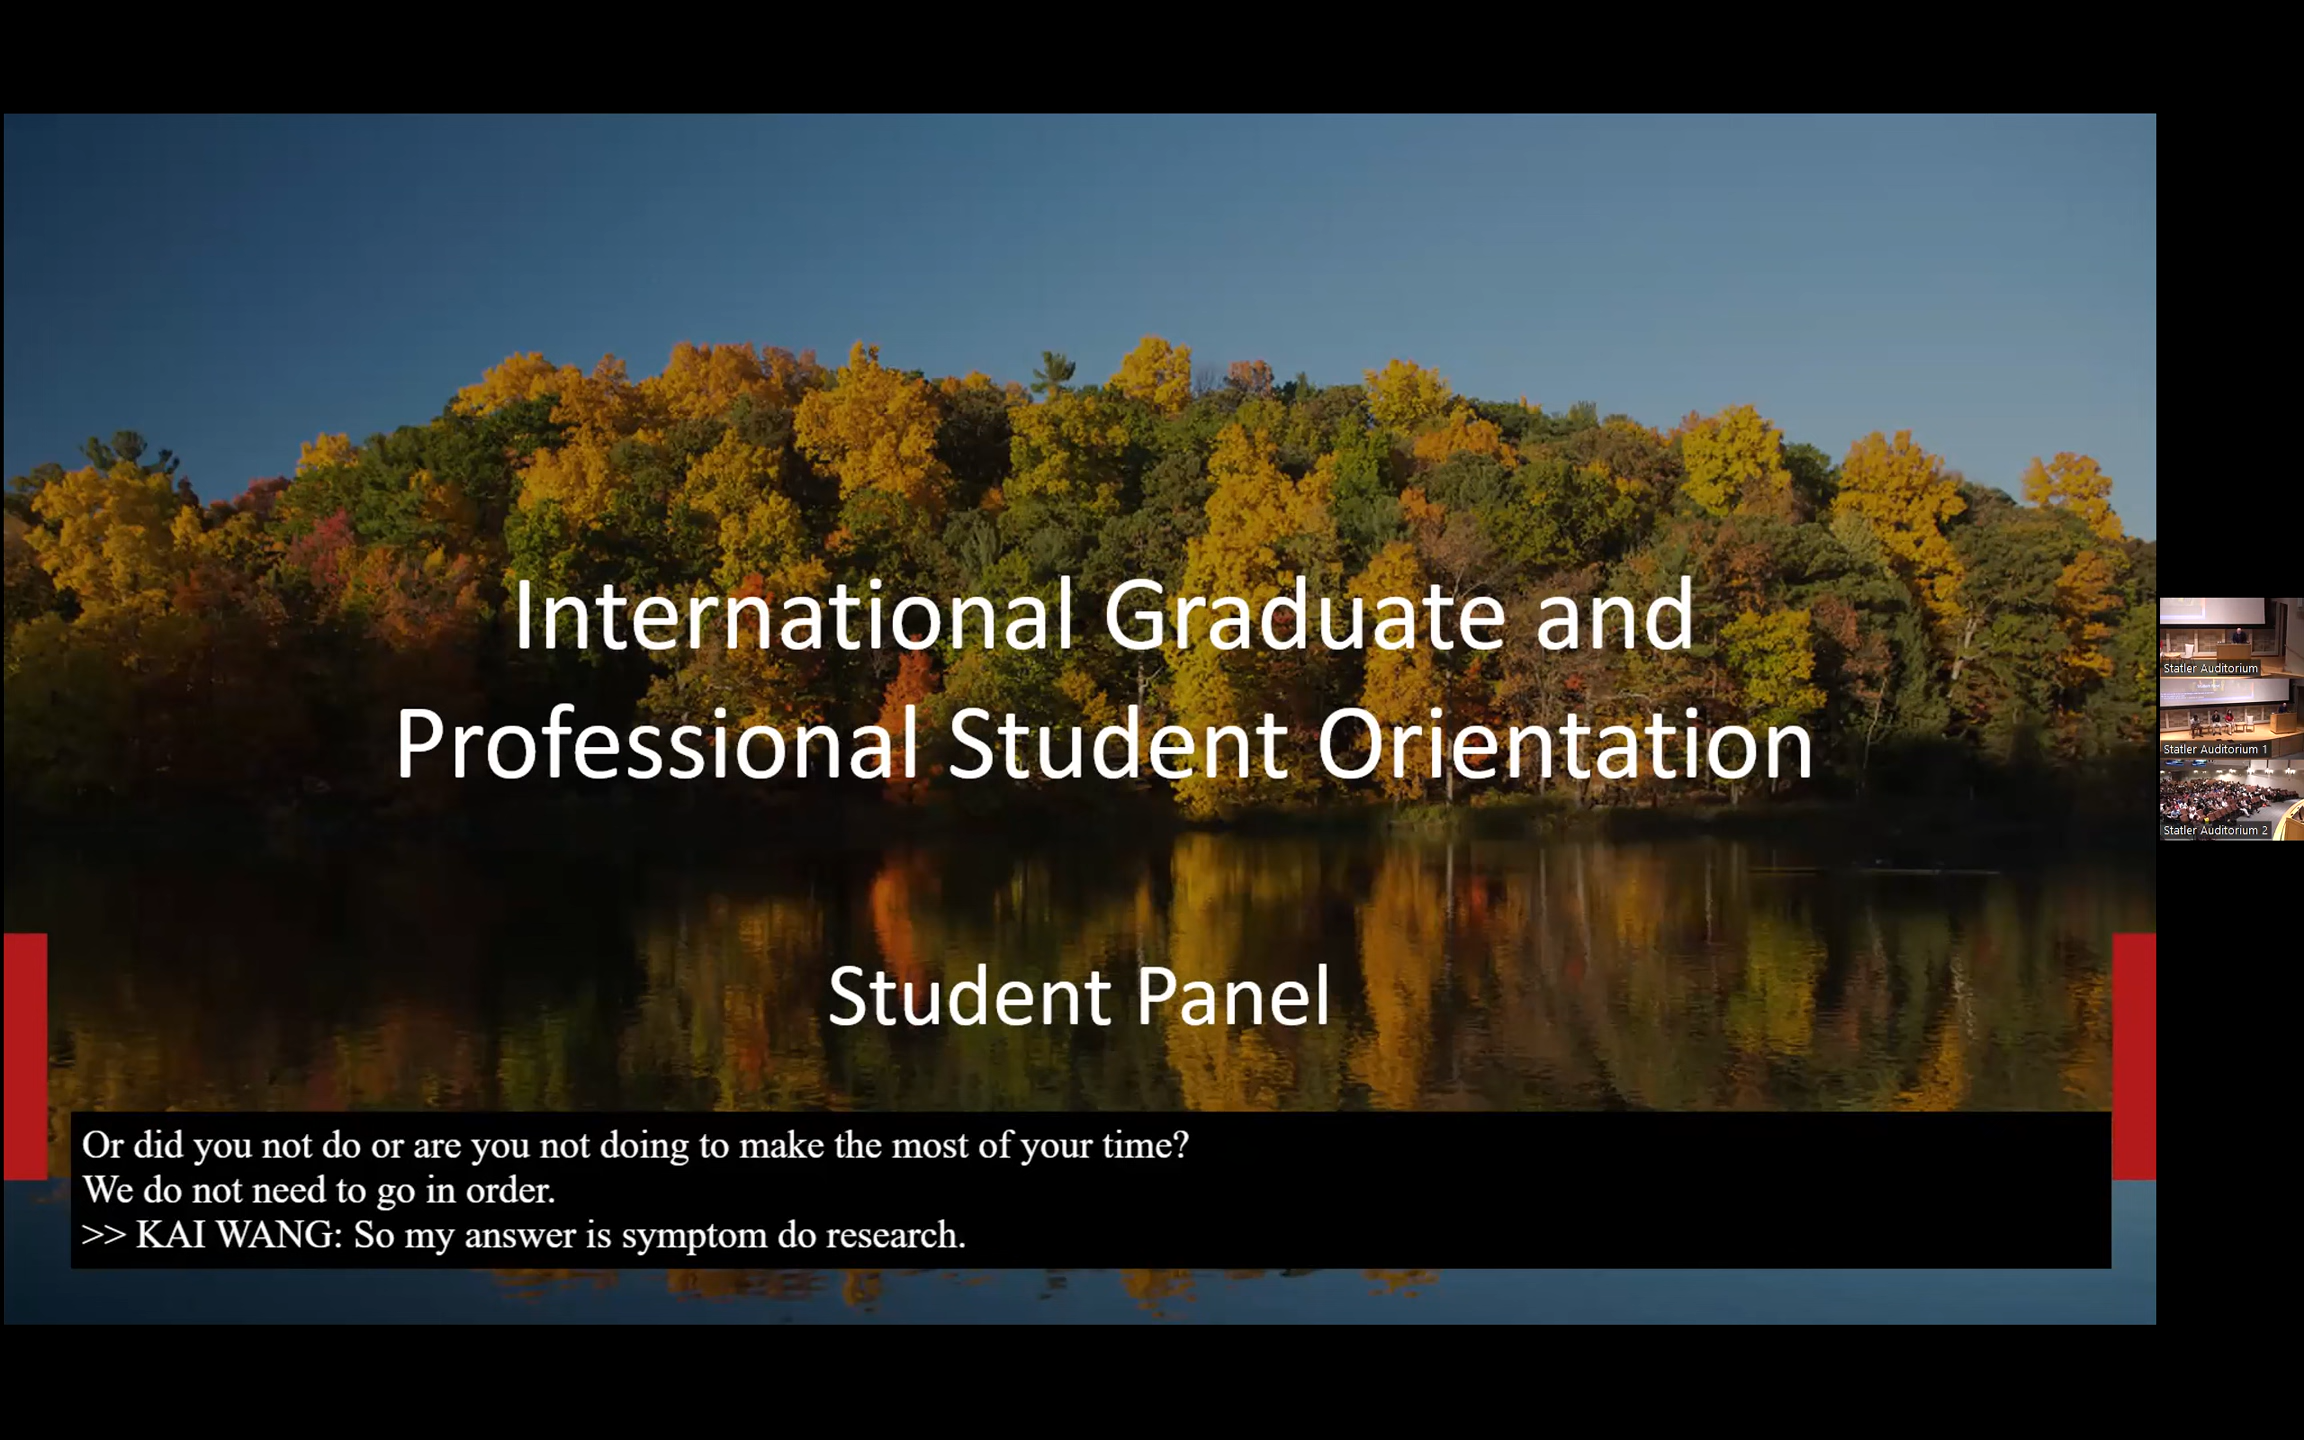 International Graduate and
Professional Student Orientation
Student Panel
Or did you not do or are you not doing to make the most of your time?
We do not need to go in order.
>> KAI WANG: So my answer is symptom do research.
Statler Auditorium
Statler Auditorium 1
Statler Auditorium 2